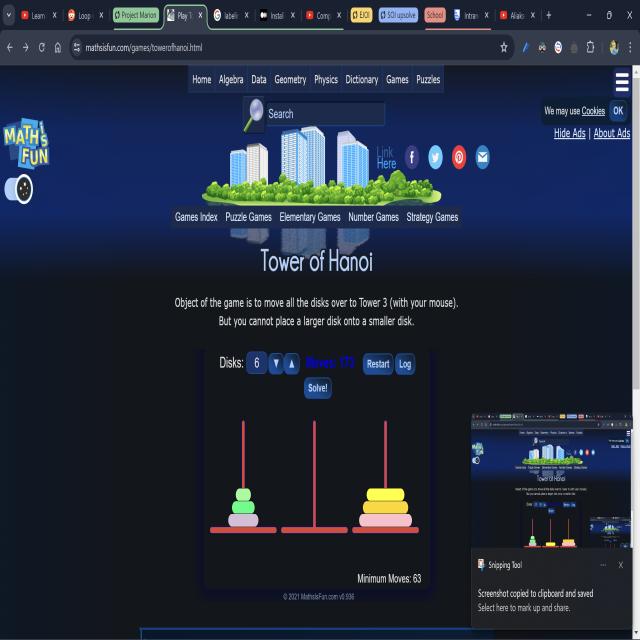 Learn
Loop
Project Marion
Play T
labelii
Instal
Comp
EJOI
SOI upsolve
School
Intran
Aliaks
mathsisfun.com/games/towerofhanoi.html
Home Algebra Data Geometry Physics Dictionary Games Puzzles
Search
We may use Cookies OK
Hide Ads | About Ads
MATH'S FUN
Link
Here
Games Index Puzzle Games Elementary Games Number Games Strategy Games
Tower of Hanoi
Object of the game is to move all the disks over to Tower 3 (with your mouse).
But you cannot place a larger disk onto a smaller disk.
Disks: 6 ▼ ▲ Moves: 173 Restart Log
Solve!
Minimum Moves: 63
© 2021 MathsIsFun.com v0.936
Snipping Tool
Screenshot copied to clipboard and saved
Select here to mark up and share.